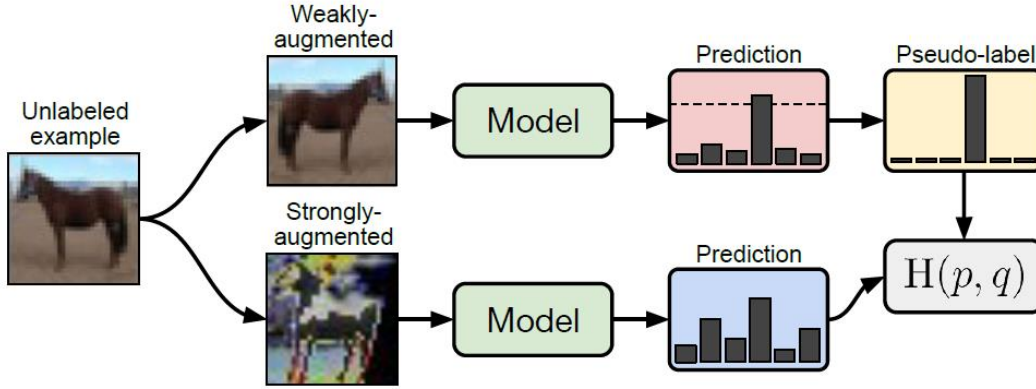 Unlabeled
example
Weakly-
augmented
Model
Prediction
Pseudo-label
Strongly-
augmented
Model
Prediction
H(p, q)